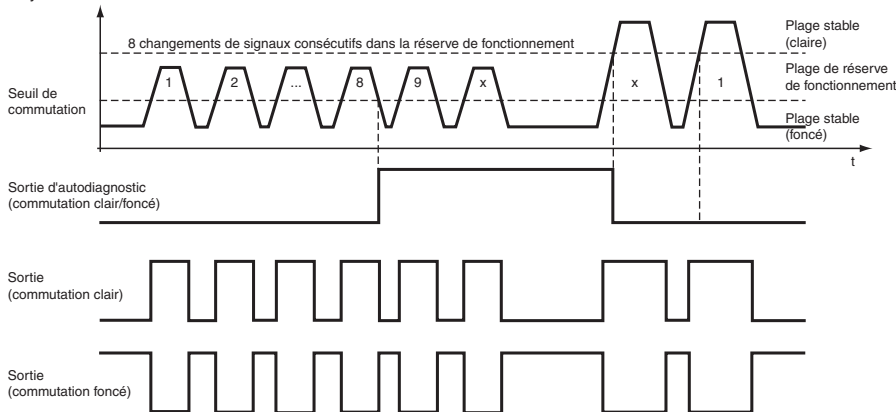 8 changements de signaux consécutifs dans la réserve de fonctionnement
Plage stable
(claire)
Seuil de
commutation
1
2
...
8
9
x
x
1
Plage de réserve
de fonctionnement
Plage stable
(foncé)
t
Sortie d'autodiagnostic
(commutation clair/foncé)
Sortie
(commutation clair)
Sortie
(commutation foncé)